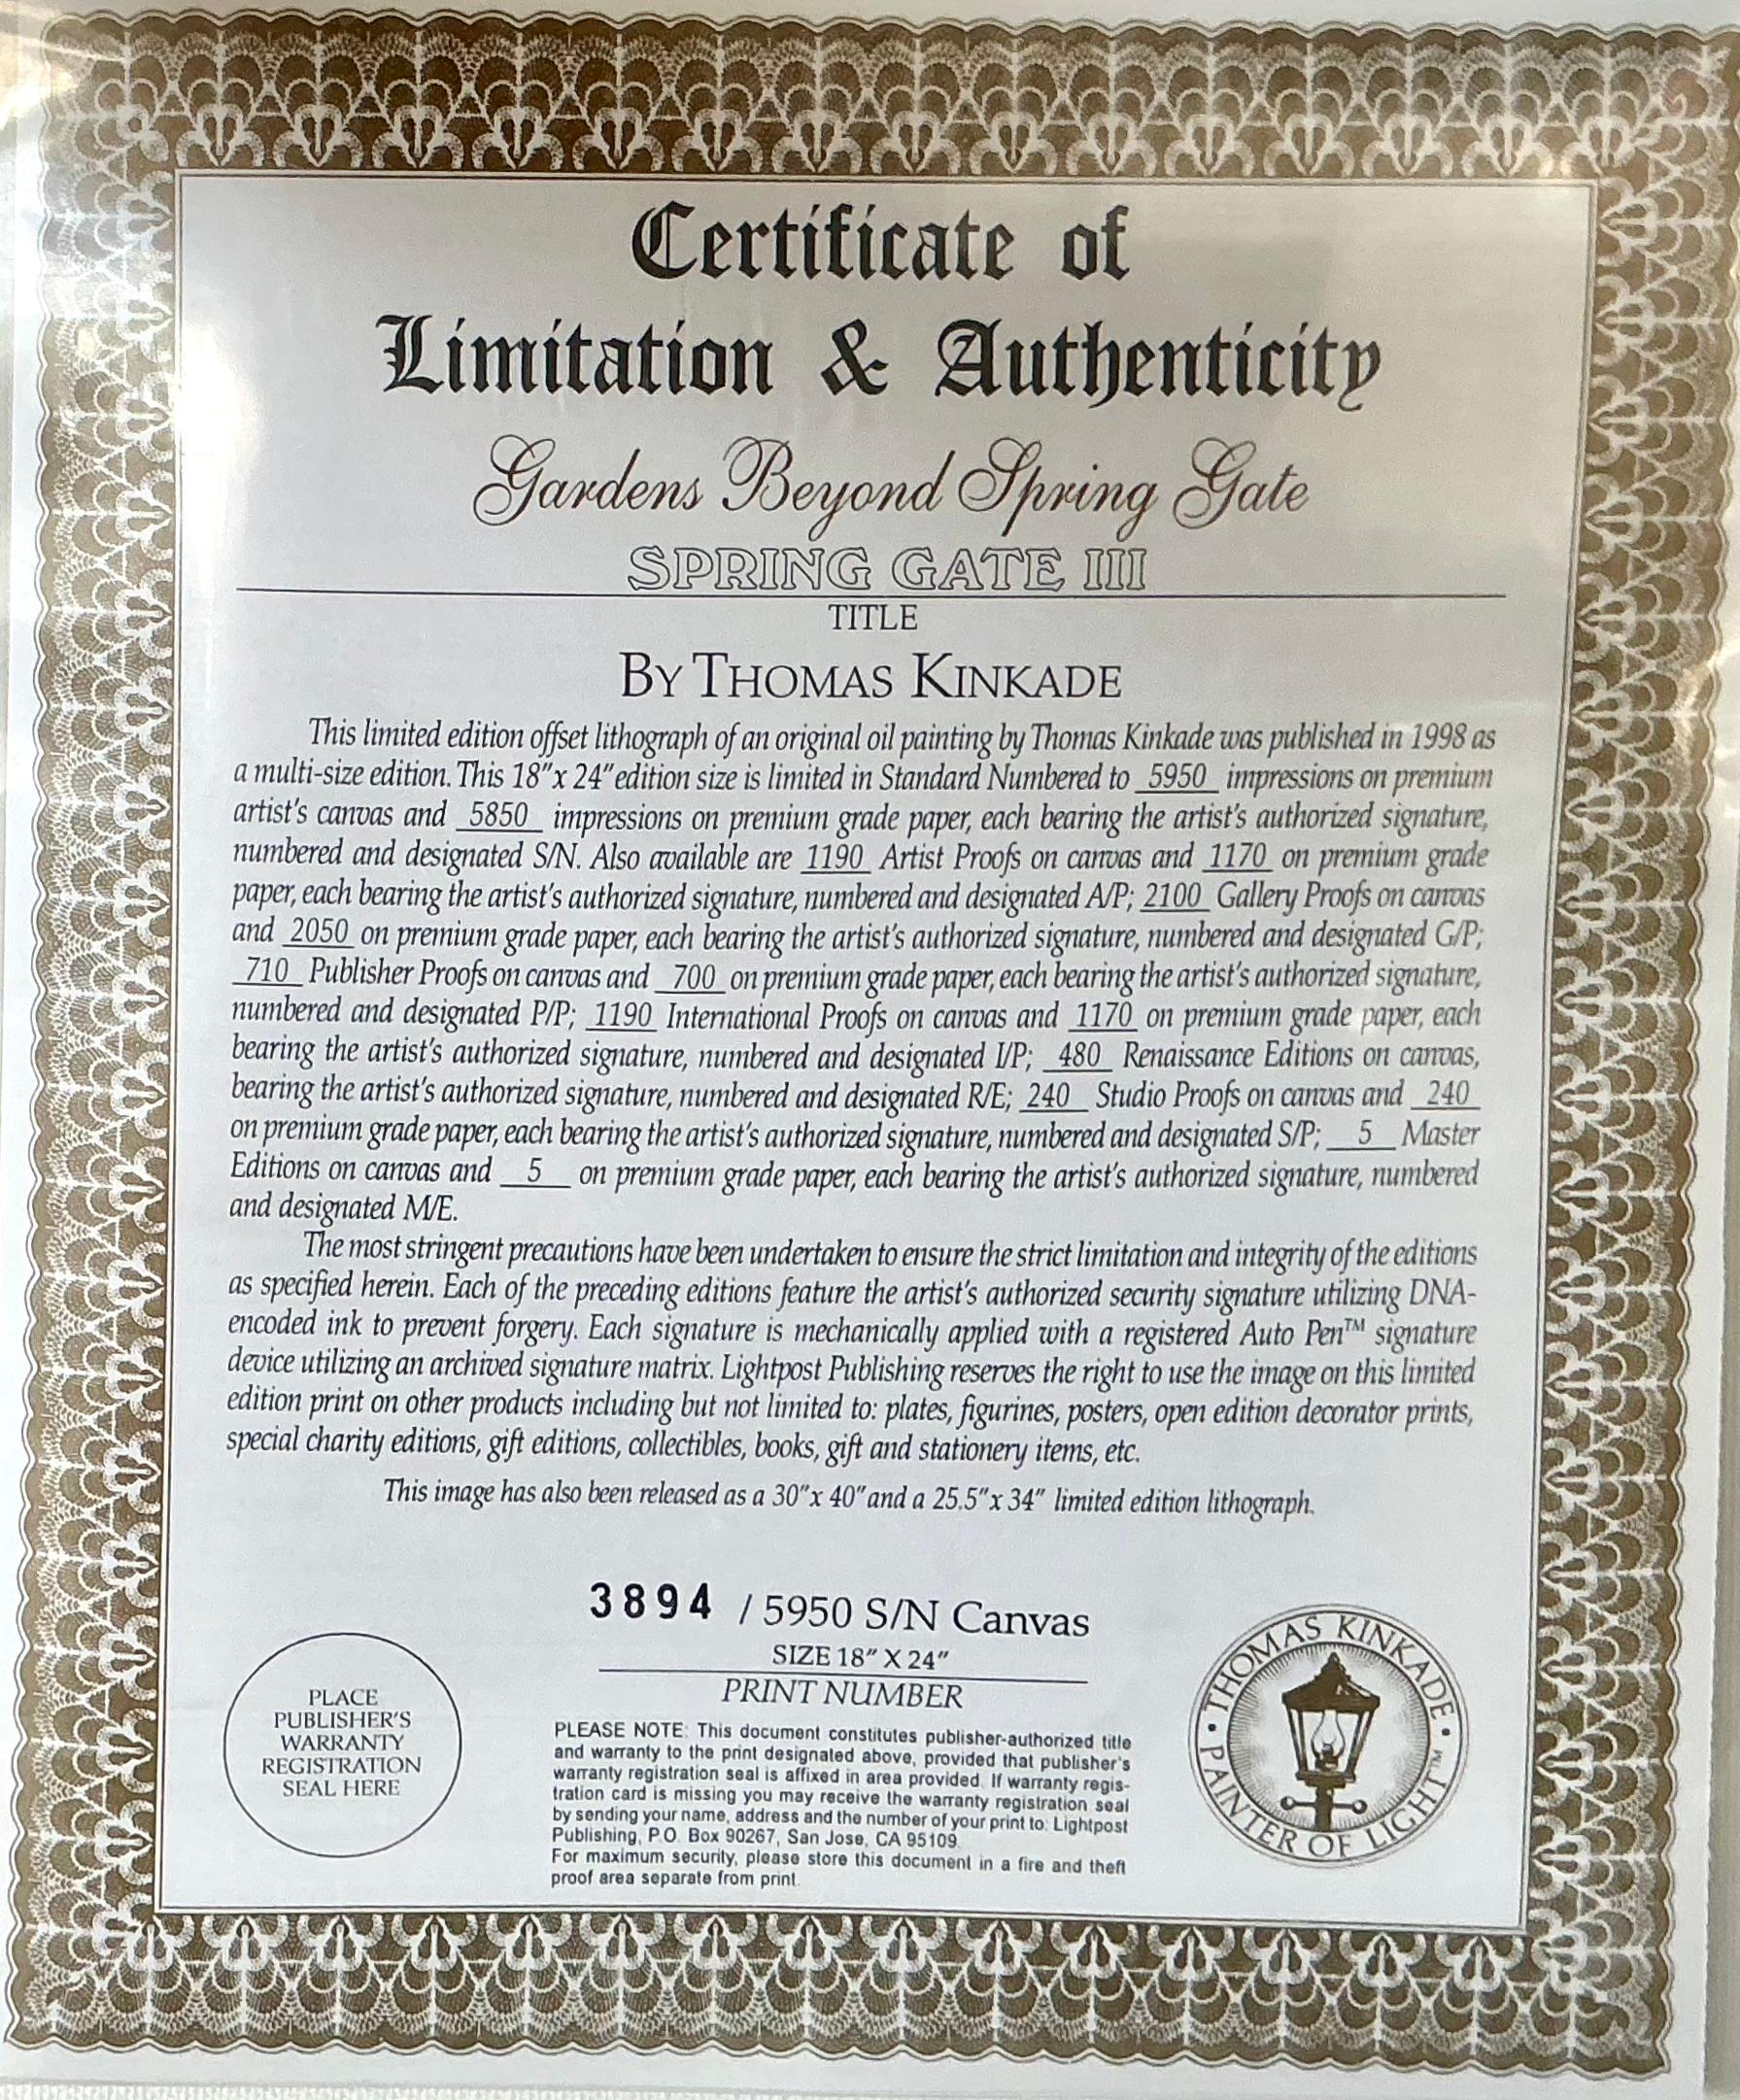 Certificate of
Limitation & Authenticity
Gardens Beyond Spring Gate
SPRING GATE III
TITLE
BY THOMAS KINKADE
This limited edition offset lithograph of an original oil painting by Thomas Kinkade was published in 1998 as
a multi-size edition. This 18″x 24″ edition size is limited in Standard Numbered to 5950 impressions on premium
artist's canvas and 5850 impressions on premium grade paper, each bearing the artist's authorized signature,
numbered and designated S/N. Also available are 1190 Artist Proofs on canvas and 1170 on premium grade
paper, each bearing the artist's authorized signature, numbered and designated A/P; 2100 Gallery Proofs on canvas
and 2050 on premium grade paper, each bearing the artist's authorized signature, numbered and designated G/P;
710 Publisher Proofs on canvas and 700 on premium grade paper, each bearing the artist's authorized signature,
numbered and designated P/P; 1190 International Proofs on canvas and 1170 on premium grade paper, each
bearing the artist's authorized signature, numbered and designated I/P; 480 Renaissance Editions on canvas,
bearing the artist's authorized signature, numbered and designated R/E; 240 Studio Proofs on canvas and 240
on premium grade paper, each bearing the artist's authorized signature, numbered and designated S/P; 5 Master
Editions on canvas and 5 on premium grade paper, each bearing the artist's authorized signature, numbered
and designated M/E.
The most stringent precautions have been undertaken to ensure the strict limitation and integrity of the editions
as specified herein. Each of the preceding editions feature the artist's authorized security signature utilizing DNA-
encoded ink to prevent forgery. Each signature is mechanically applied with a registered Auto Pen™ signature
device utilizing an archived signature matrix. Lightpost Publishing reserves the right to use the image on this limited
edition print on other products including but not limited to: plates, figurines, posters, open edition decorator prints,
special charity editions, gift editions, collectibles, books, gift and stationery items, etc.
This image has also been released as a 30″x 40″ and a 25.5″x 34″ limited edition lithograph.
3894 / 5950 S/N Canvas
SIZE 18″ X 24″
PRINT NUMBER
PLACE
PUBLISHER'S
WARRANTY
REGISTRATION
SEAL HERE
PLEASE NOTE: This document constitutes publisher-authorized title
and warranty to the print designated above, provided that publisher's
warranty registration seal is affixed in area provided. If warranty regis-
tration card is missing you may receive the warranty registration seal
by sending your name, address and the number of your print to: Lightpost
Publishing, P.O. Box 90267, San Jose, CA 95109.
For maximum security, please store this document in a fire and theft
proof area separate from print.
• THOMAS KINKADE •
PAINTER OF LIGHT™